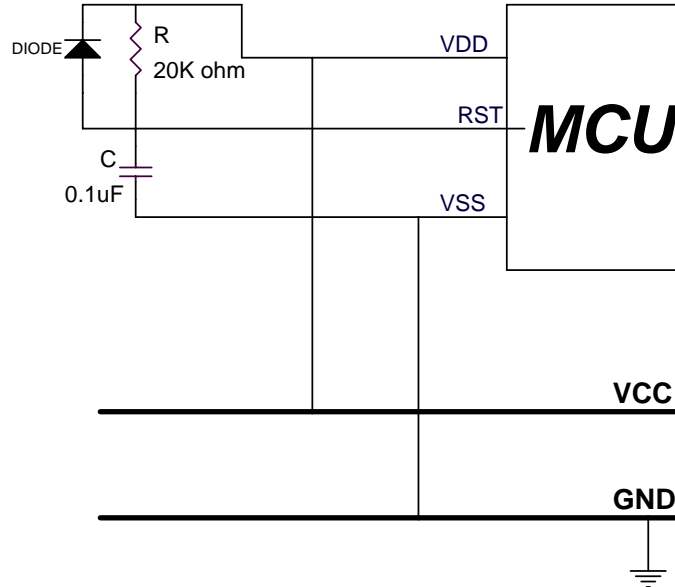 R
VDD
DIODE
20K ohm
RST
MCU
C
0.1uF
VSS
VCC
GND